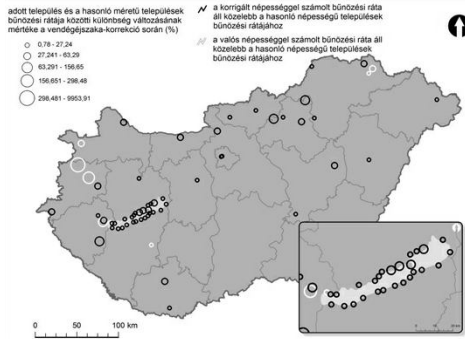 adott település és a hasonló méretű települések
bűnözési rátája közötti különbség változásának
mértéke a vendégéjszaka-korrekció során (%)
0,78 - 27,24
27,241 - 63,29
63,291 - 156,65
156,651 - 298,48
298,481 - 9953,91
a korrigált népességgel számolt bűnözési ráta
áll közelebb a hasonló népességű települések
bűnözési rátájához
a valós népességgel számolt bűnözési ráta áll
közelebb a hasonló népességű települések
bűnözési rátájához
0 50 100 km